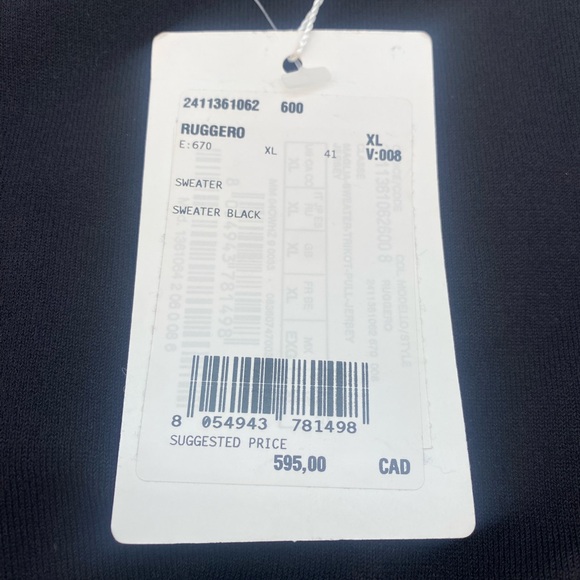 2411361062 600
RUGGERO XL
E:670 XL 41 V:008
SWEATER
SWEATER BLACK
8 054943 781498
SUGGESTED PRICE
595,00 CAD